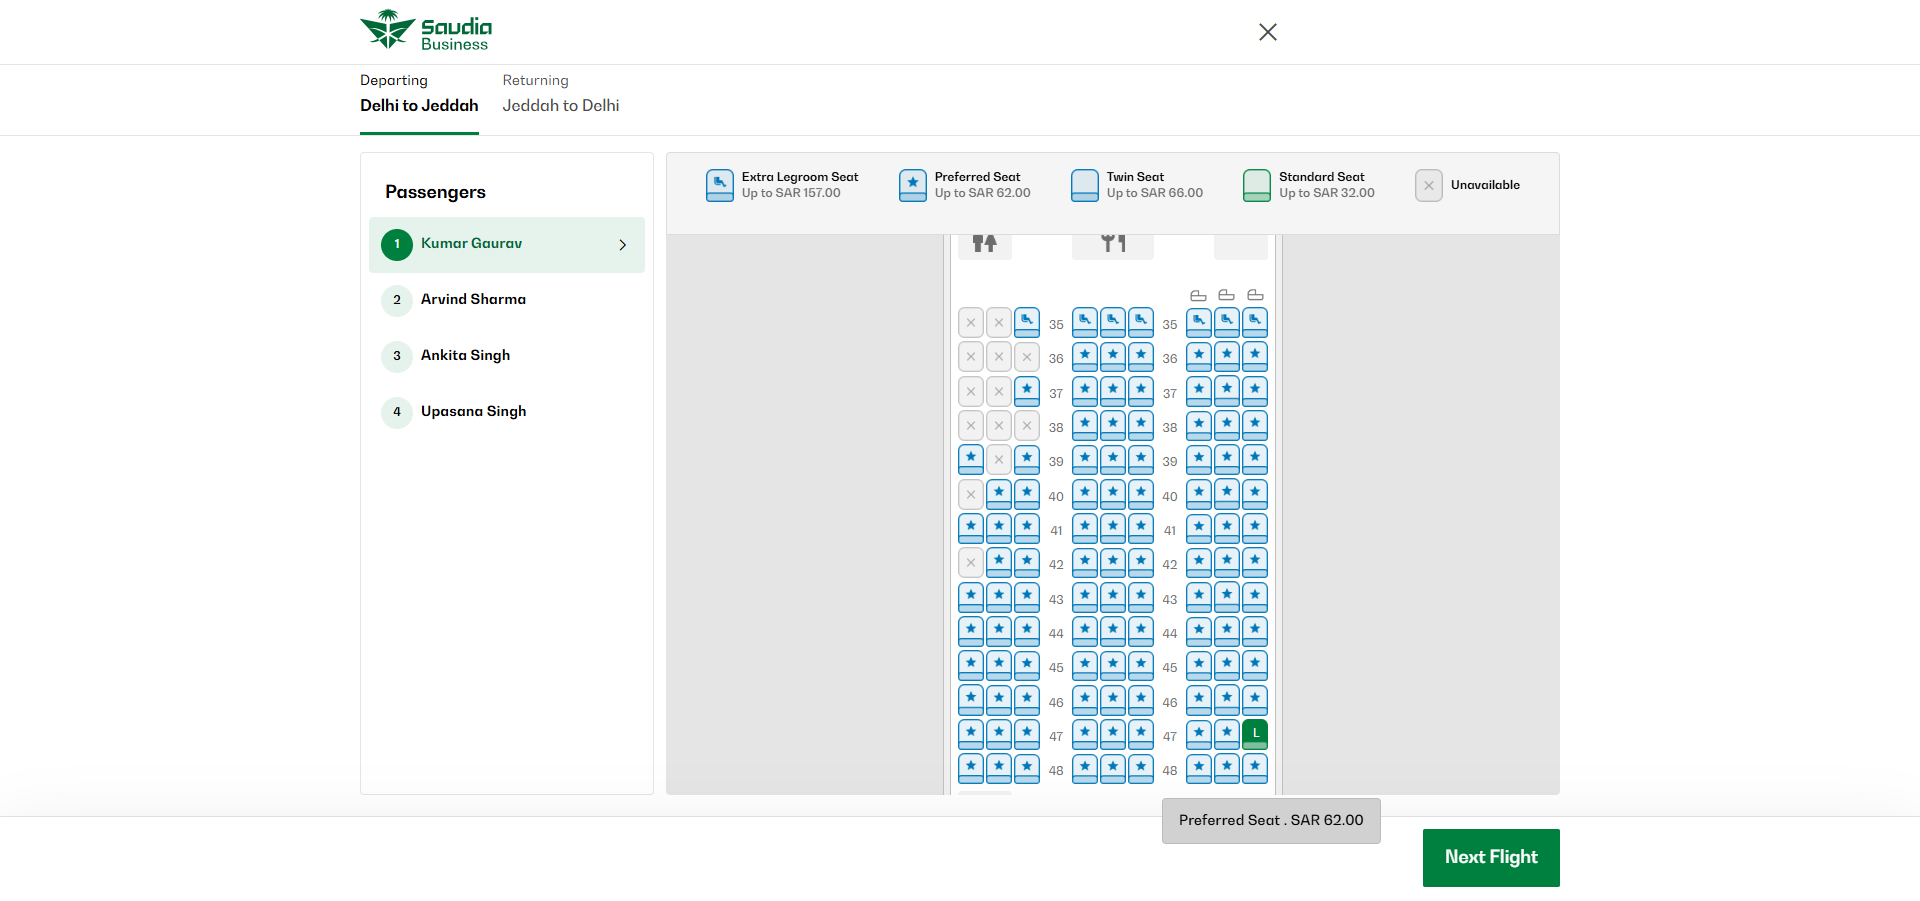 Saudia
Business
Departing
Delhi to Jeddah
Returning
Jeddah to Delhi
Passengers
1 Kumar Gaurav
2 Arvind Sharma
3 Ankita Singh
4 Upasana Singh
Extra Legroom Seat
Up to SAR 157.00
Preferred Seat
Up to SAR 62.00
Twin Seat
Up to SAR 66.00
Standard Seat
Up to SAR 32.00
Unavailable
35 35
36 36
37 37
38 38
39 39
40 40
41 41
42 42
43 43
44 44
45 45
46 46
47 47 L
48 48
Preferred Seat . SAR 62.00
Next Flight